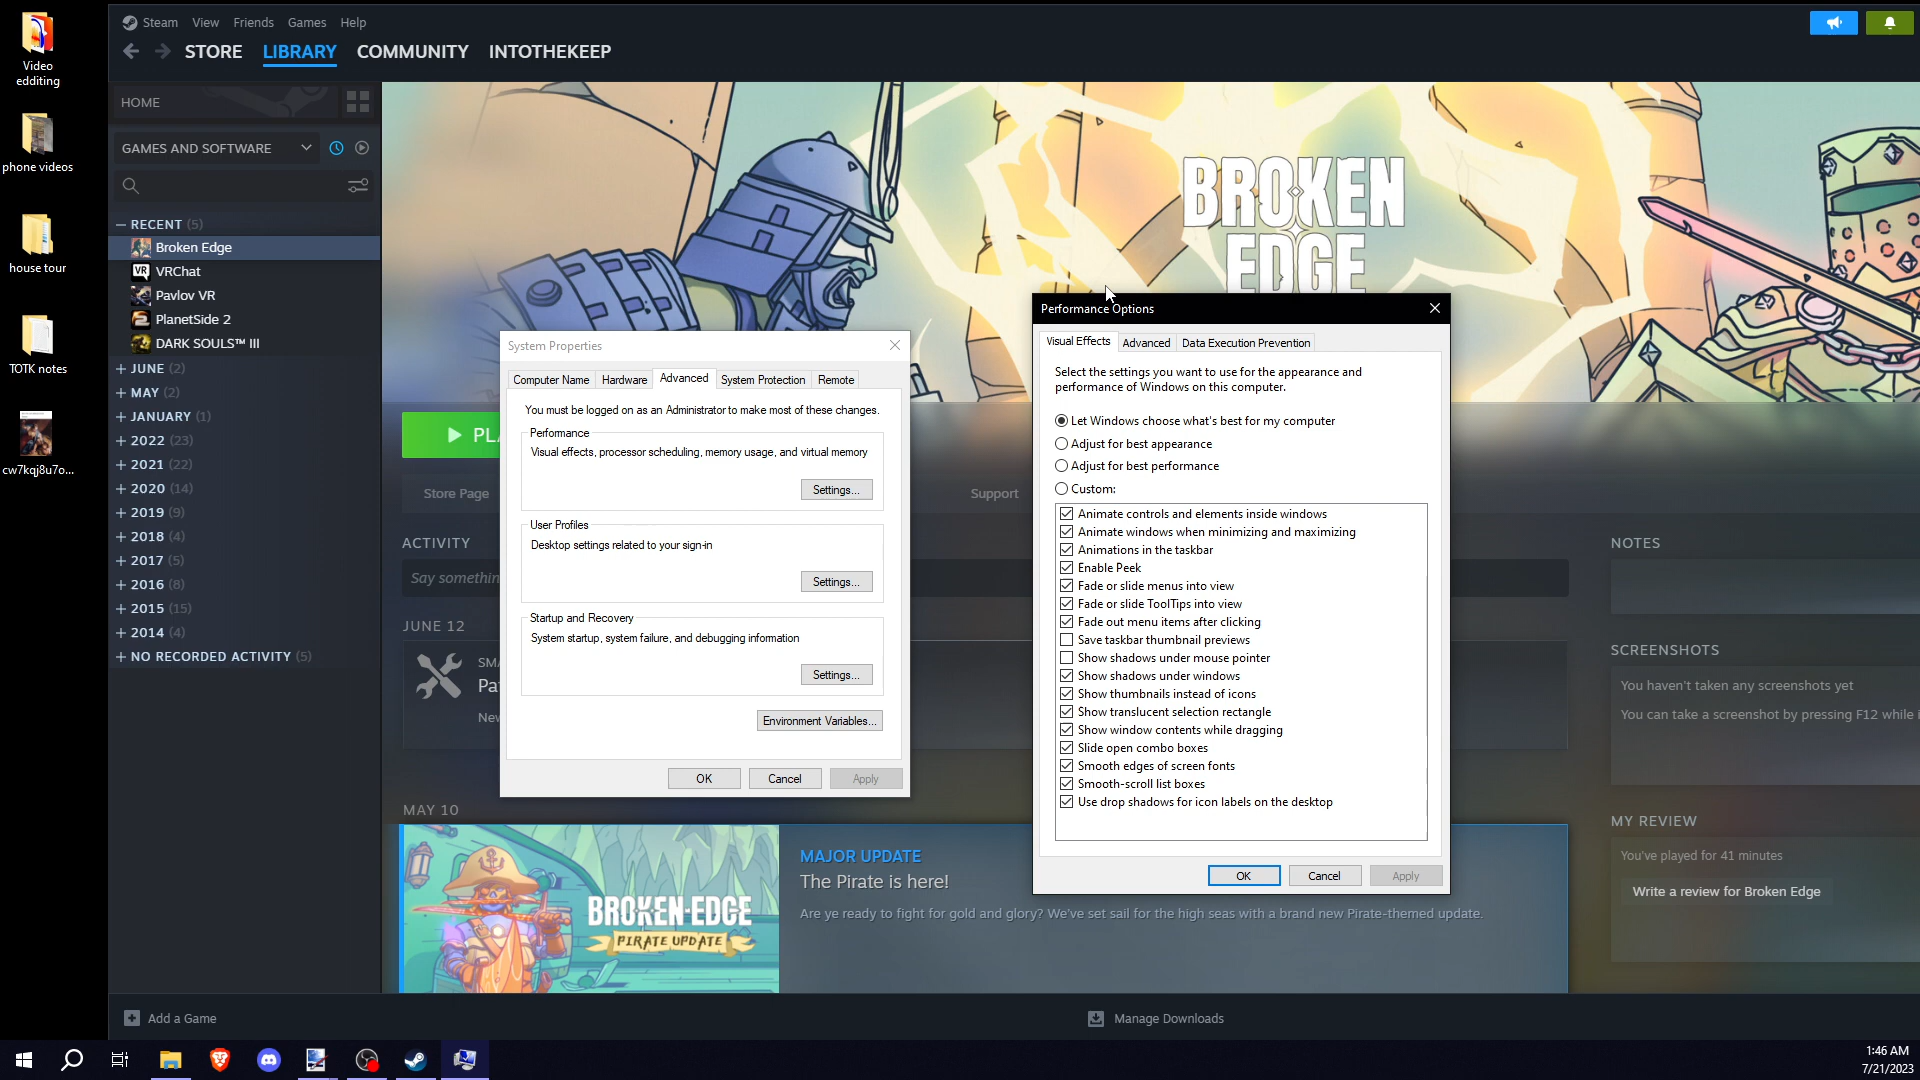 Video
edditing
phone videos
house tour
TOTK notes
cw7kqj8u7o...
Steam View Friends Games Help
STORE LIBRARY COMMUNITY INTOTHEKEEP
HOME
GAMES AND SOFTWARE
RECENT (5)
Broken Edge
VR VRChat
Pavlov VR
PlanetSide 2
DARK SOULS™ III
+ JUNE (2)
+ MAY (2)
+ JANUARY (1)
+ 2022 (23)
+ 2021 (22)
+ 2020 (14)
+ 2019 (9)
+ 2018 (4)
+ 2017 (5)
+ 2016 (8)
+ 2015 (15)
+ 2014 (4)
+ NO RECORDED ACTIVITY (5)
Add a Game
BROKEN
EDGE
PLA
Store Page
Support
ACTIVITY
Say somethin
JUNE 12
SMA
Pat
New
MAY 10
BROKEN-EDGE
PIRATE UPDATE
MAJOR UPDATE
The Pirate is here!
Are ye ready to fight for gold and glory? We've set sail for the high seas with a brand new Pirate-themed update.
System Properties
Computer Name Hardware Advanced System Protection Remote
You must be logged on as an Administrator to make most of these changes.
Performance
Visual effects, processor scheduling, memory usage, and virtual memory
Settings...
User Profiles
Desktop settings related to your sign-in
Settings...
Startup and Recovery
System startup, system failure, and debugging information
Settings...
Environment Variables...
OK Cancel Apply
Performance Options
Visual Effects Advanced Data Execution Prevention
Select the settings you want to use for the appearance and
performance of Windows on this computer.
Let Windows choose what's best for my computer
Adjust for best appearance
Adjust for best performance
Custom:
Animate controls and elements inside windows
Animate windows when minimizing and maximizing
Animations in the taskbar
Enable Peek
Fade or slide menus into view
Fade or slide ToolTips into view
Fade out menu items after clicking
Save taskbar thumbnail previews
Show shadows under mouse pointer
Show shadows under windows
Show thumbnails instead of icons
Show translucent selection rectangle
Show window contents while dragging
Slide open combo boxes
Smooth edges of screen fonts
Smooth-scroll list boxes
Use drop shadows for icon labels on the desktop
OK Cancel Apply
NOTES
SCREENSHOTS
You haven't taken any screenshots yet
You can take a screenshot by pressing F12 while i
MY REVIEW
You've played for 41 minutes
Write a review for Broken Edge
Manage Downloads
1:46 AM
7/21/2023